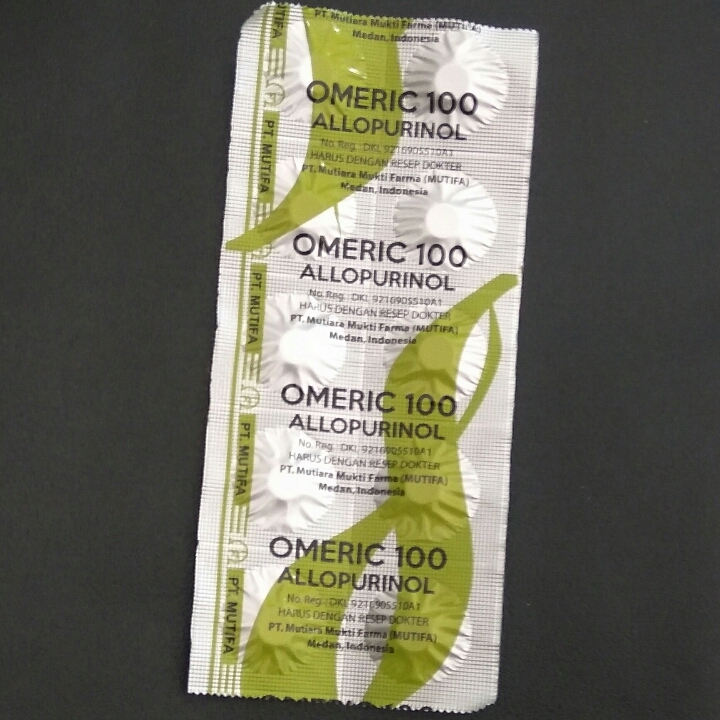 PT. Mutiara Mukti Farma (MUTIFA)
Medan, Indonesia
OMERIC 100
ALLOPURINOL
No. Reg : DKL 9216905510A1
HARUS DENGAN RESEP DOKTER
PT. Mutiara Mukti Farma (MUTIFA)
Medan, Indonesia
OMERIC 100
ALLOPURINOL
No. Reg : DKL 9216905510A1
HARUS DENGAN RESEP DOKTER
PT. Mutiara Mukti Farma (MUTIFA)
Medan, Indonesia
OMERIC 100
ALLOPURINOL
No. Reg : DKL 9216905510A1
HARUS DENGAN RESEP DOKTER
PT. Mutiara Mukti Farma (MUTIFA)
Medan, Indonesia
OMERIC 100
ALLOPURINOL
No. Reg : DKL 9216905510A1
HARUS DENGAN RESEP DOKTER
PT. Mutiara Mukti Farma (MUTIFA)
Medan, Indonesia
TIFA
PT. MUTIFA
PT. MUTIFA
PT. MUTIFA
PT. MUTIFA